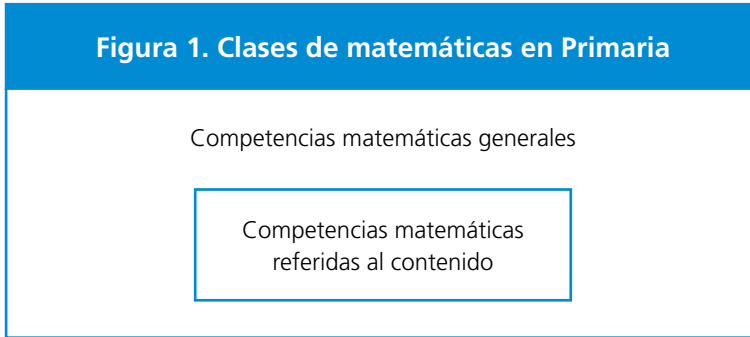 Figura 1. Clases de matemáticas en Primaria
Competencias matemáticas generales
Competencias matemáticas
referidas al contenido